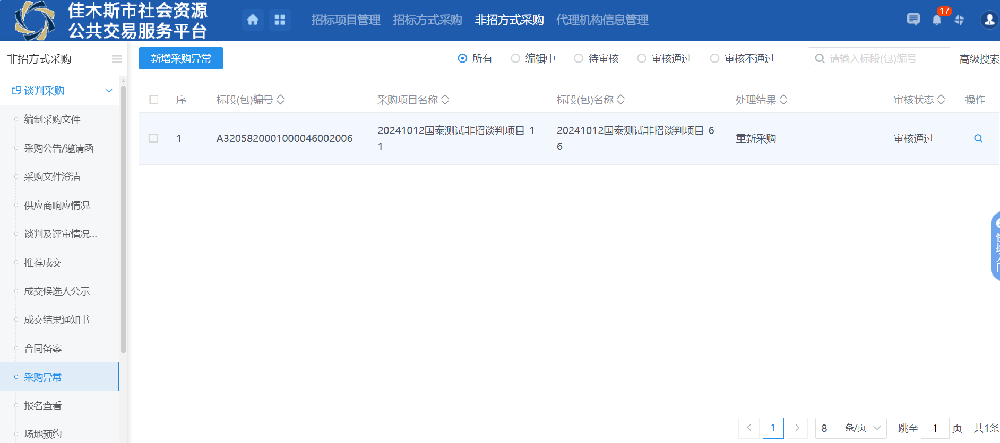 佳木斯市社会资源
公共交易服务平台
招标项目管理 招标方式采购 非招方式采购 代理机构信息管理
17
非招方式采购
谈判采购
编制采购文件
采购公告/邀请函
采购文件澄清
供应商响应情况
谈判及评审情况...
推荐成交
成交候选人公示
成交结果通知书
合同备案
采购异常
报名查看
场地预约
新增采购异常
所有 编辑中 待审核 审核通过 审核不通过
请输入标段(包)编号
高级搜索
序 标段(包)编号 采购项目名称 标段(包)名称 处理结果 审核状态 操作
1 A3205820001000046002006 20241012国泰测试非招谈判项目-1 20241012国泰测试非招谈判项目-6 重新采购 审核通过
1 6
1 8 条/页 跳至 1 页 共1条